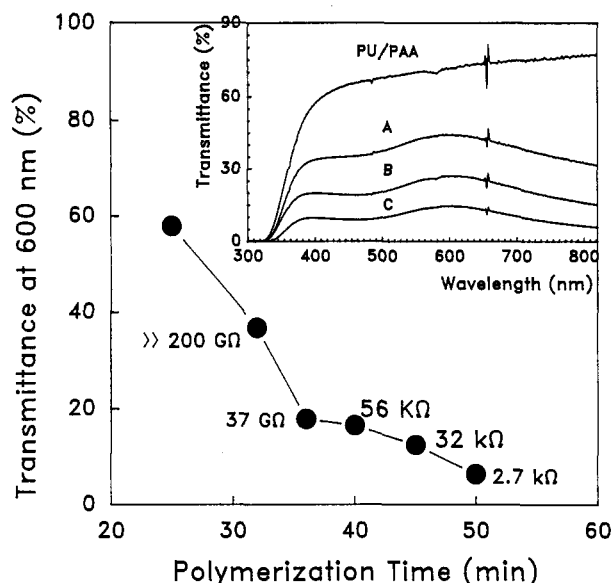 100
80
60
40
20
0
Transmittance at 600 nm (%)
20
30
40
50
60
Polymerization Time (min)
>> 200 GΩ
37 GΩ
56 KΩ
32 kΩ
2.7 kΩ
90
60
30
0
Transmittance (%)
PU/PAA
A
B
C
300
400
500
600
700
800
Wavelength (nm)